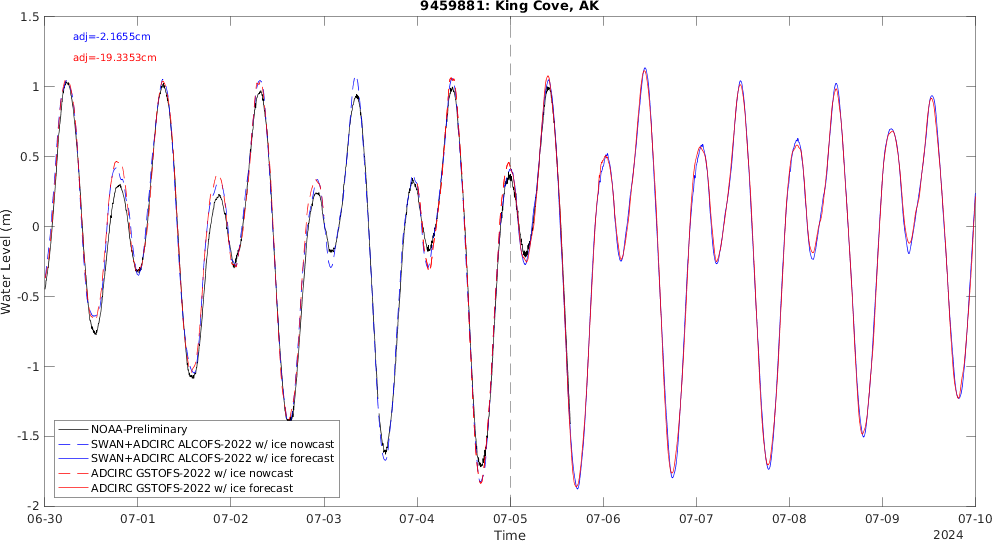 9459881: King Cove, AK
adj=-2.1655cm
adj=-19.3353cm
Water Level (m)
1.5
1
0.5
0
-0.5
-1
-1.5
-2
NOAA-Preliminary
SWAN+ADCIRC ALCOFS-2022 w/ ice nowcast
SWAN+ADCIRC ALCOFS-2022 w/ ice forecast
ADCIRC GSTOFS-2022 w/ ice nowcast
ADCIRC GSTOFS-2022 w/ ice forecast
06-30 07-01 07-02 07-03 07-04 07-05 07-06 07-07 07-08 07-09 07-10
Time
2024